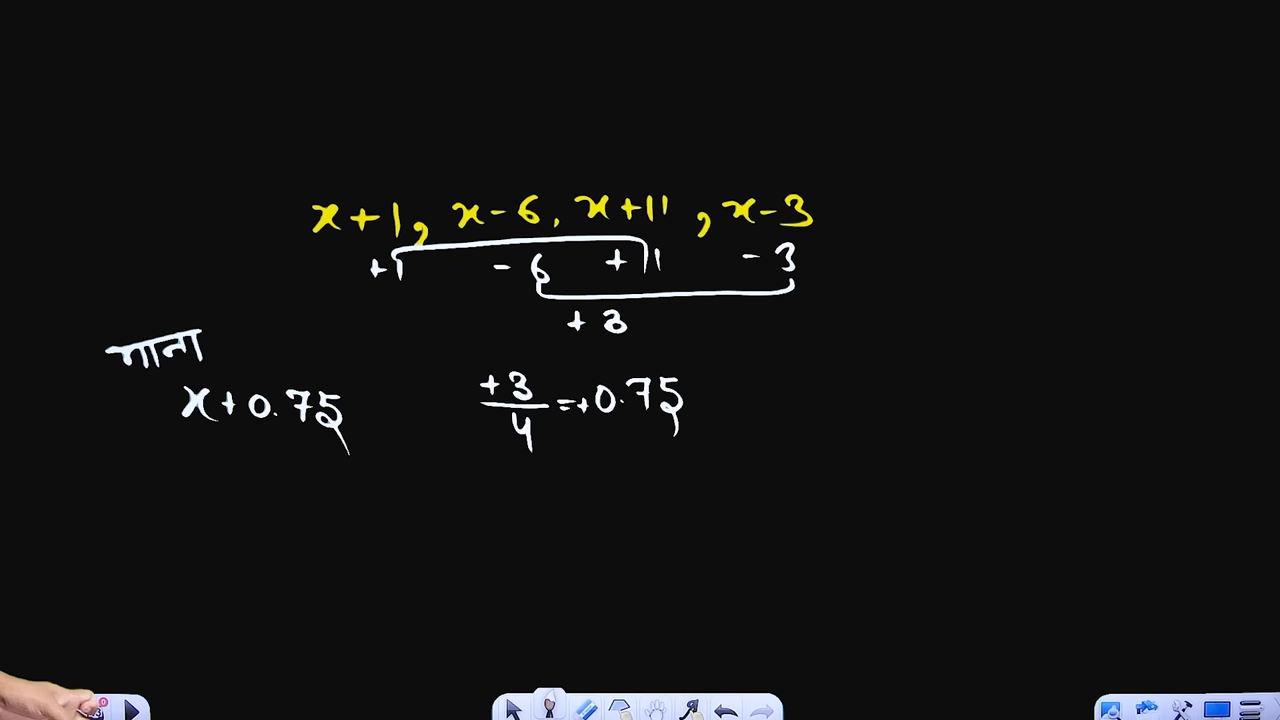 x+1, x-6, x+11, x-3
+1 -6 +11 -3
+3
माना
x+0.75
+3/4=+0.75